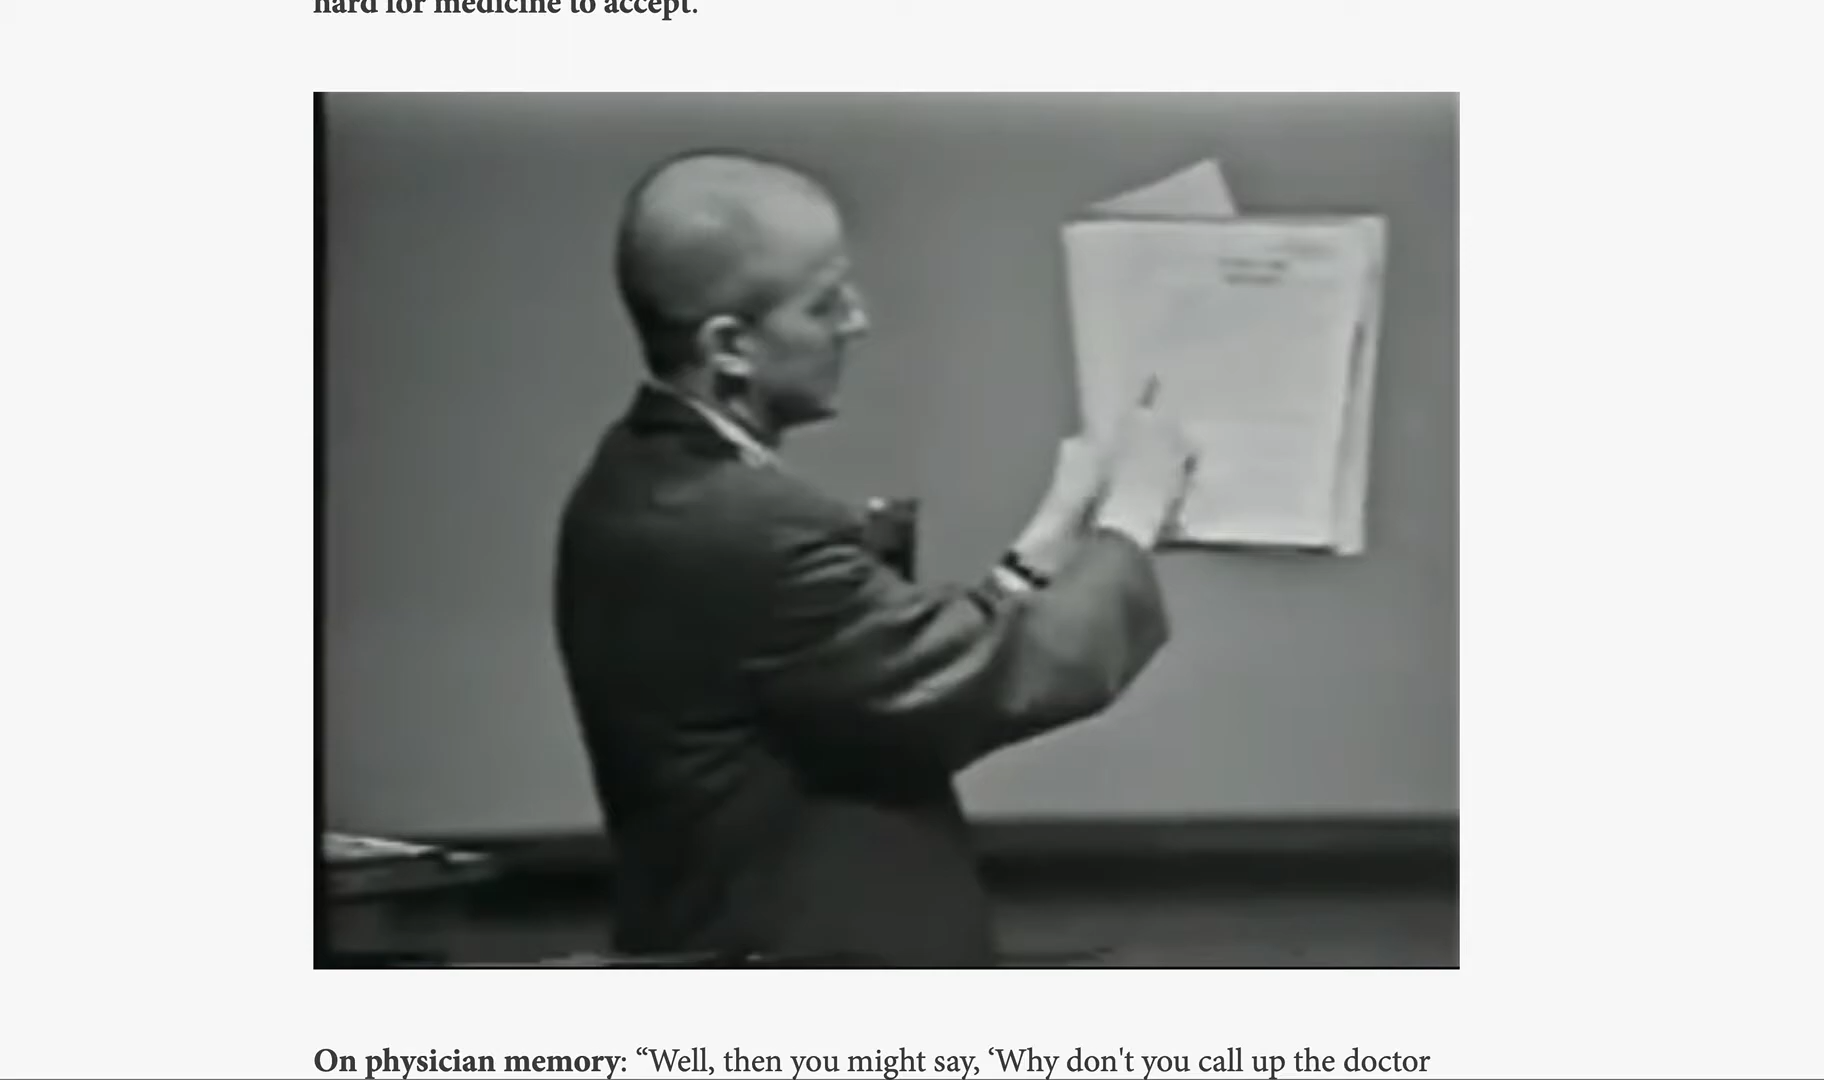 hard for medicine to accept.
On physician memory: “Well, then you might say, ‘Why don't you call up the doctor